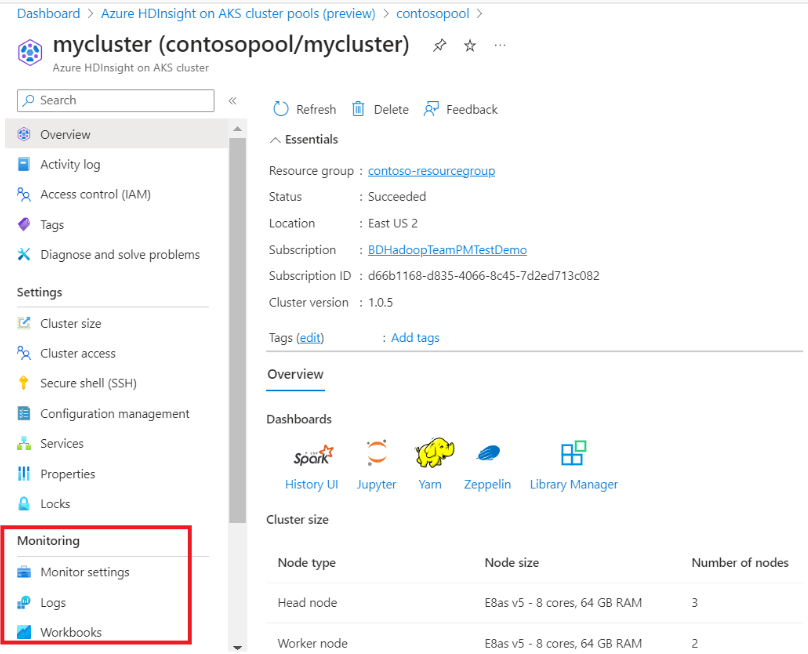 Dashboard > Azure HDInsight on AKS cluster pools (preview) > contosopool >
mycluster (contosopool/mycluster) ...
Azure HDInsight on AKS cluster
Search «
Overview
Activity log
Access control (IAM)
Tags
Diagnose and solve problems
Settings
Cluster size
Cluster access
Secure shell (SSH)
Configuration management
Services
Properties
Locks
Monitoring
Monitor settings
Logs
Workbooks
Refresh Delete Feedback
Essentials
Resource group : contoso-resourcegroup
Status : Succeeded
Location : East US 2
Subscription : BDHadoopTeamPMTestDemo
Subscription ID : d66b1168-d835-4066-8c45-7d2ed713c082
Cluster version : 1.0.5
Tags (edit) : Add tags
Overview
Dashboards
Spark
History UI Jupyter Yarn Zeppelin Library Manager
Cluster size
Node type Node size Number of nodes
Head node E8as v5 - 8 cores, 64 GB RAM 3
Worker node E8as v5 - 8 cores, 64 GB RAM 2